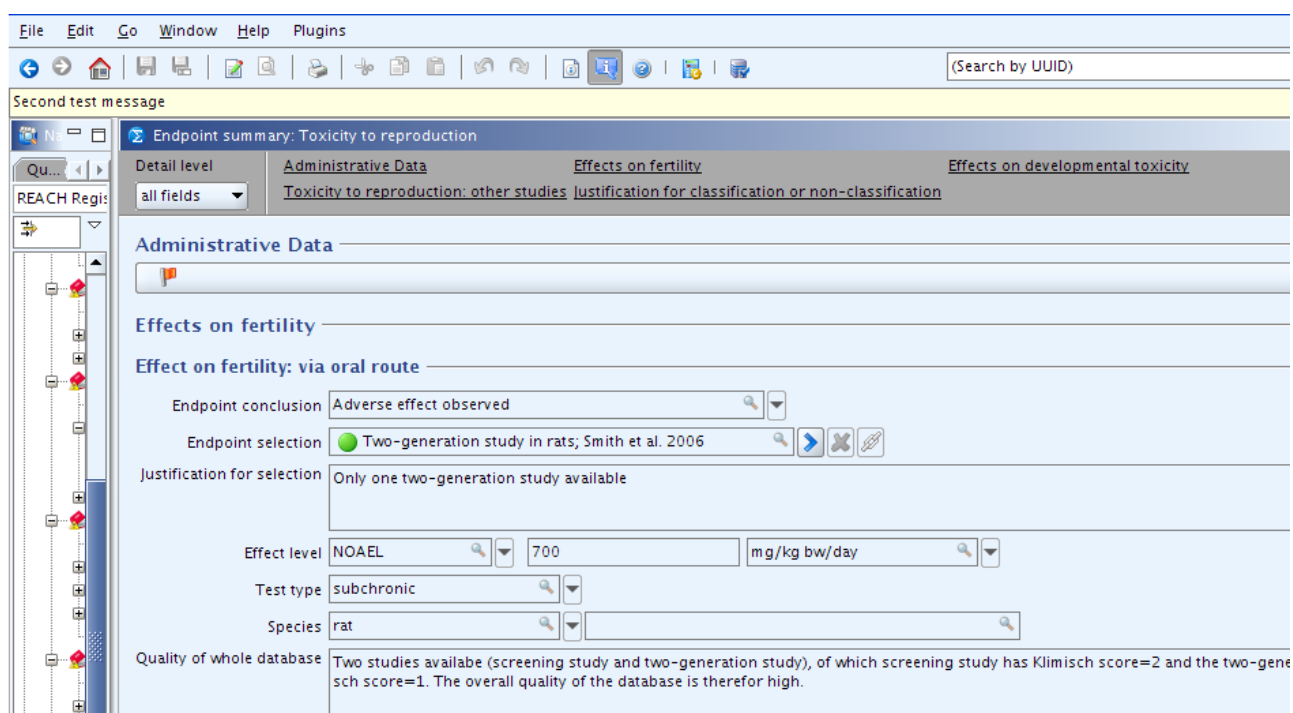 File Edit Go Window Help Plugins
(Search by UUID)
Second test message
Na
Endpoint summary: Toxicity to reproduction
Qu...
Detail level
Administrative Data
Effects on fertility
Effects on developmental toxicity
REACH Regis
all fields
Toxicity to reproduction: other studies
Justification for classification or non-classification
Administrative Data
Effects on fertility
Effect on fertility: via oral route
Endpoint conclusion Adverse effect observed
Endpoint selection Two-generation study in rats; Smith et al. 2006
Justification for selection Only one two-generation study available
Effect level NOAEL 700 mg/kg bw/day
Test type subchronic
Species rat
Quality of whole database Two studies availabe (screening study and two-generation study), of which screening study has Klimisch score=2 and the two-gene
sch score=1. The overall quality of the database is therefor high.